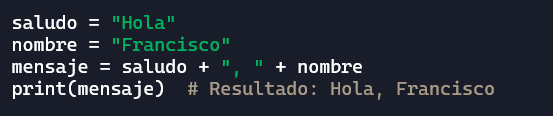 saludo = "Hola"
nombre = "Francisco"
mensaje = saludo + ", " + nombre
print(mensaje)  # Resultado: Hola, Francisco